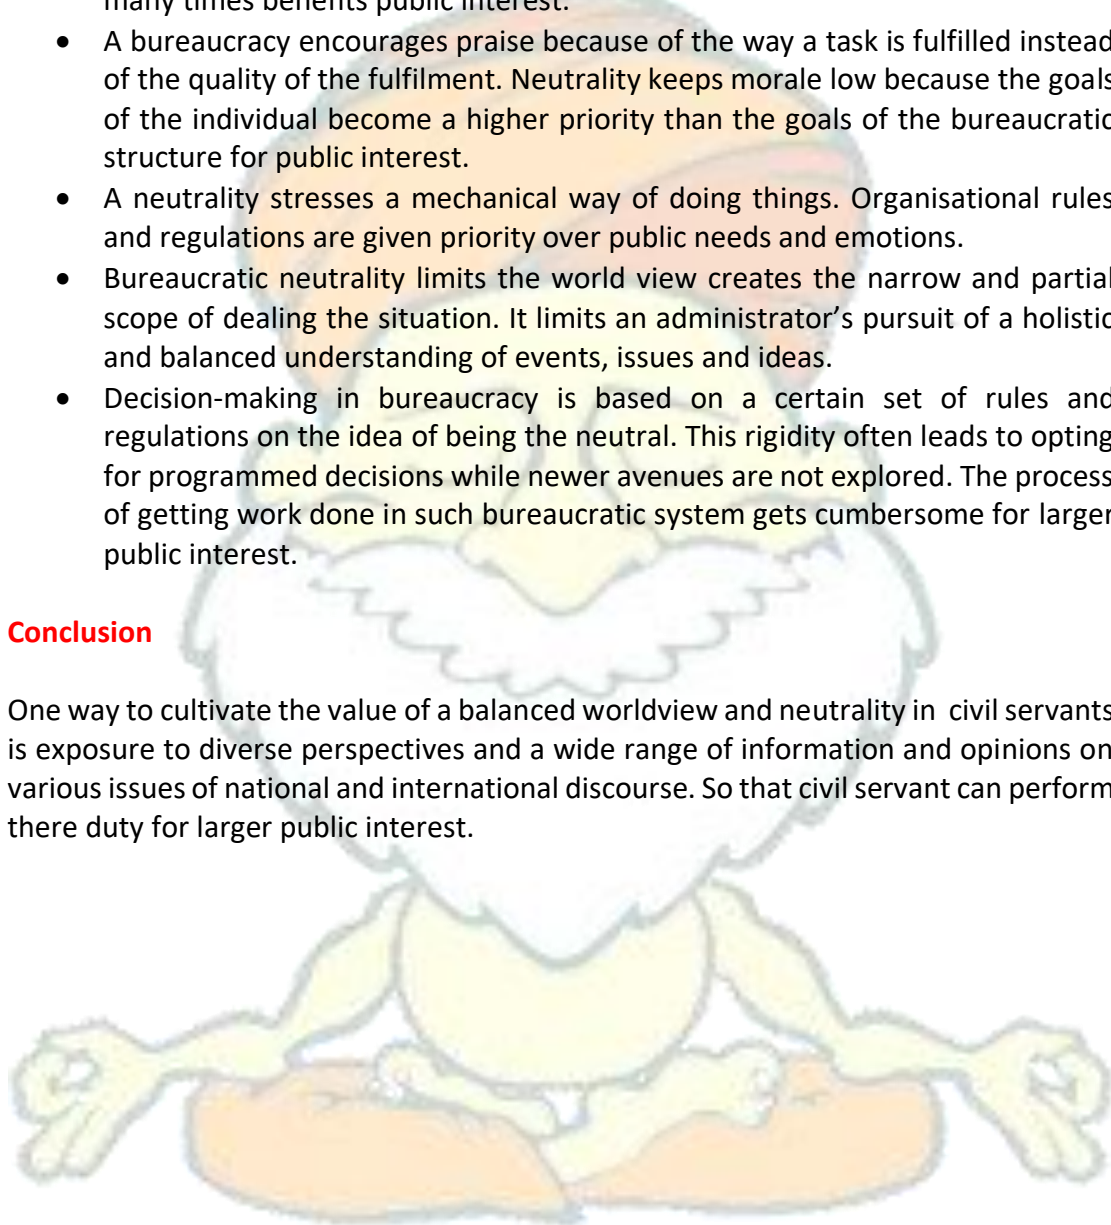 many times benefits public interest.
• A bureaucracy encourages praise because of the way a task is fulfilled instead
of the quality of the fulfilment. Neutrality keeps morale low because the goals
of the individual become a higher priority than the goals of the bureaucratic
structure for public interest.
• A neutrality stresses a mechanical way of doing things. Organisational rules
and regulations are given priority over public needs and emotions.
• Bureaucratic neutrality limits the world view creates the narrow and partial
scope of dealing the situation. It limits an administrator’s pursuit of a holistic
and balanced understanding of events, issues and ideas.
• Decision-making in bureaucracy is based on a certain set of rules and
regulations on the idea of being the neutral. This rigidity often leads to opting
for programmed decisions while newer avenues are not explored. The process
of getting work done in such bureaucratic system gets cumbersome for larger
public interest.
Conclusion
One way to cultivate the value of a balanced worldview and neutrality in civil servants
is exposure to diverse perspectives and a wide range of information and opinions on
various issues of national and international discourse. So that civil servant can perform
there duty for larger public interest.